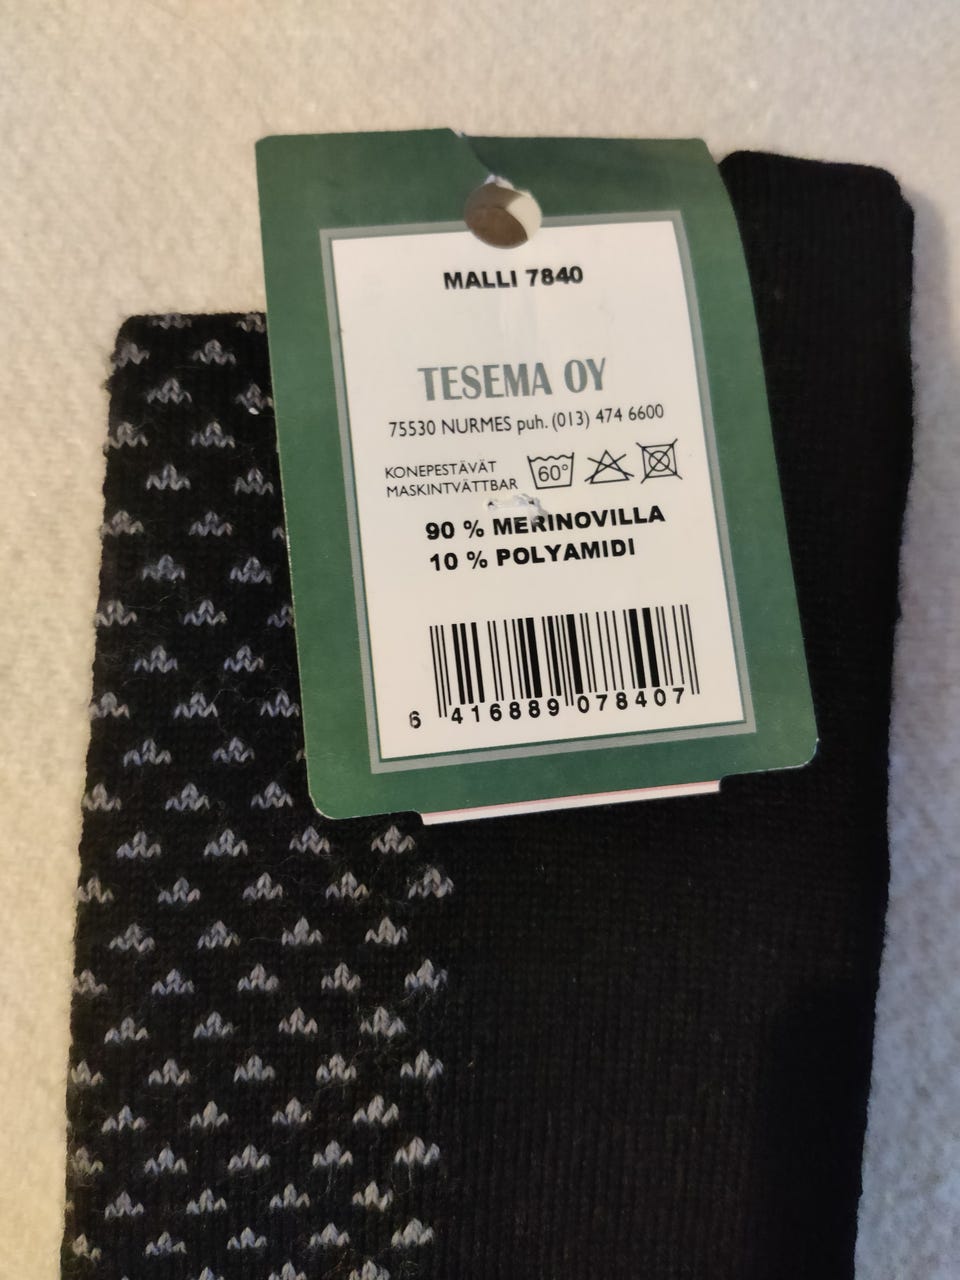 MALLI 7840
TESEMA OY
75530 NURMES puh. (013) 474 6600
KONEPESTÄVÄT
MASKINTVÄTTBAR
60°
90 % MERINOVILLA
10 % POLYAMIDI
6 416889 078407